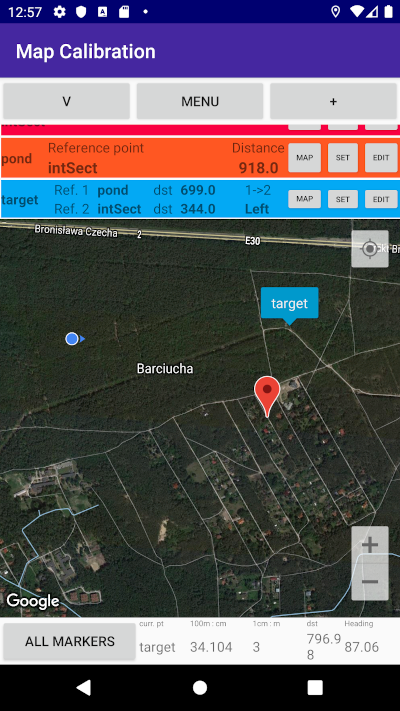 12:57
Map Calibration
V MENU +
pond Reference point Distance
intSect 918.0 MAP SET EDIT
target Ref. 1 pond dst 699.0 1->2 MAP SET EDIT
Ref. 2 intSect dst 344.0 Left
Bronisława Czecha 2 E30
target
Barciucha
+
−
Google
ALL MARKERS
curr. pt 100m : cm 1cm : m dst Heading
target 34.104 3 796.9 87.06
8